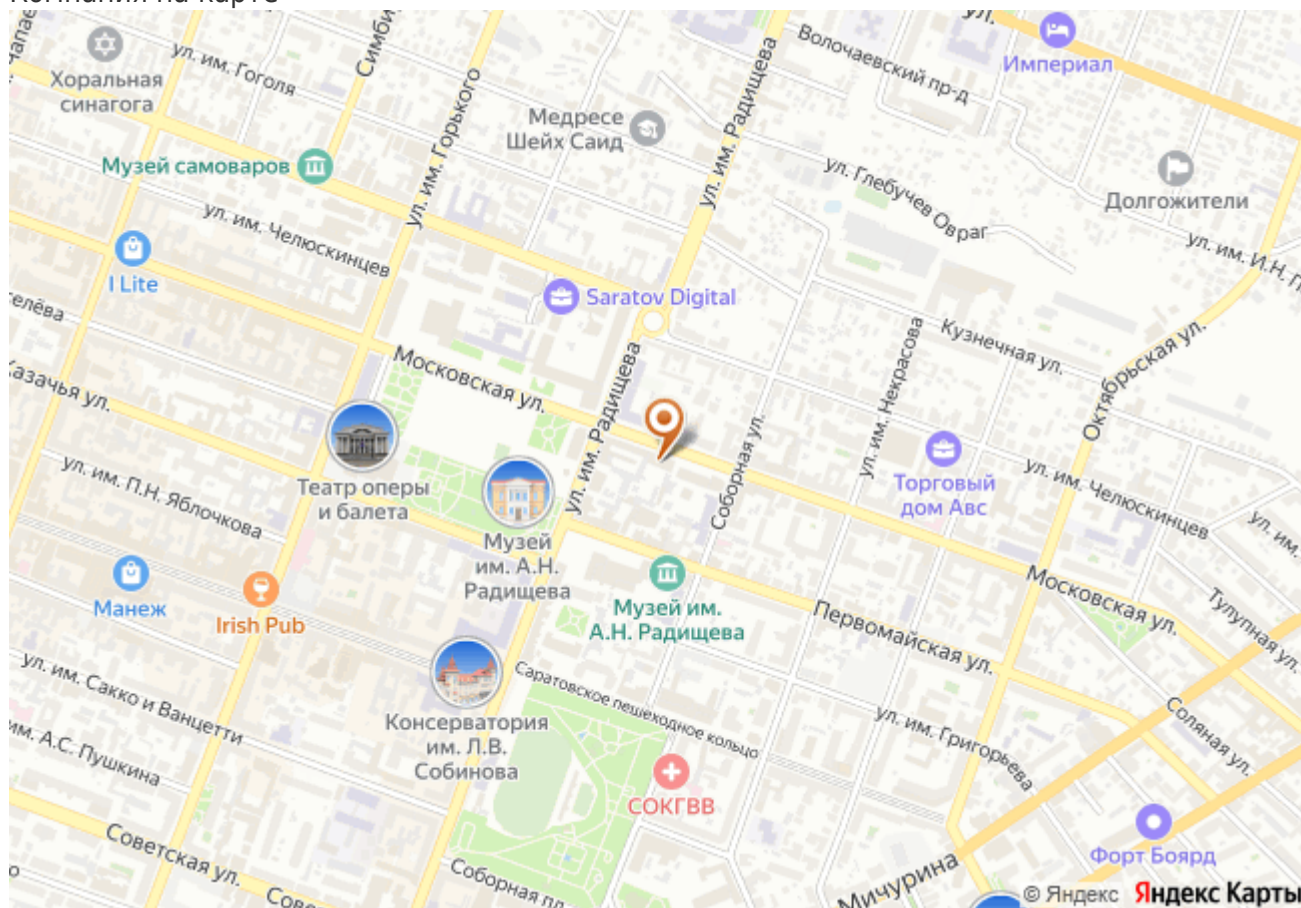 Компания на карте
ул.
Волочаевский пр-д
Империал
Хоральная
синагога
ул. им. Гоголя
Медресе
Шейх Саид
ул. им. Радищева
Музей самоваров
ул. им. Горького
ул. Глебучев Овраг
Долгожители
ул. им. Челюскинцев
I Lite
Saratov Digital
Московская ул.
ул. им. Радищева
Кузнечная ул.
ул. им. Некрасова
Октябрьская ул.
Казачья ул.
Театр оперы
и балета
Соборная ул.
Торговый
дом Авс
ул. им. Челюскинцев
ул. им. П.Н. Яблочкова
Музей
им. А.Н.
Радищева
ул. им.
Манеж
Irish Pub
Музей им.
А.Н. Радищева
Первомайская ул.
Московская ул.
Тулупная ул.
ул. им. Сакко и Ванцетти
Консерватория
им. Л.В.
Собинова
Саратовское пешеходное кольцо
ул. им. Григорьева
Соляная ул.
им. А.С. Пушкина
СОКГВВ
Форт Боярд
Советская ул.
Соборная пл.
Мичурина
© Яндекс Яндекс Карты